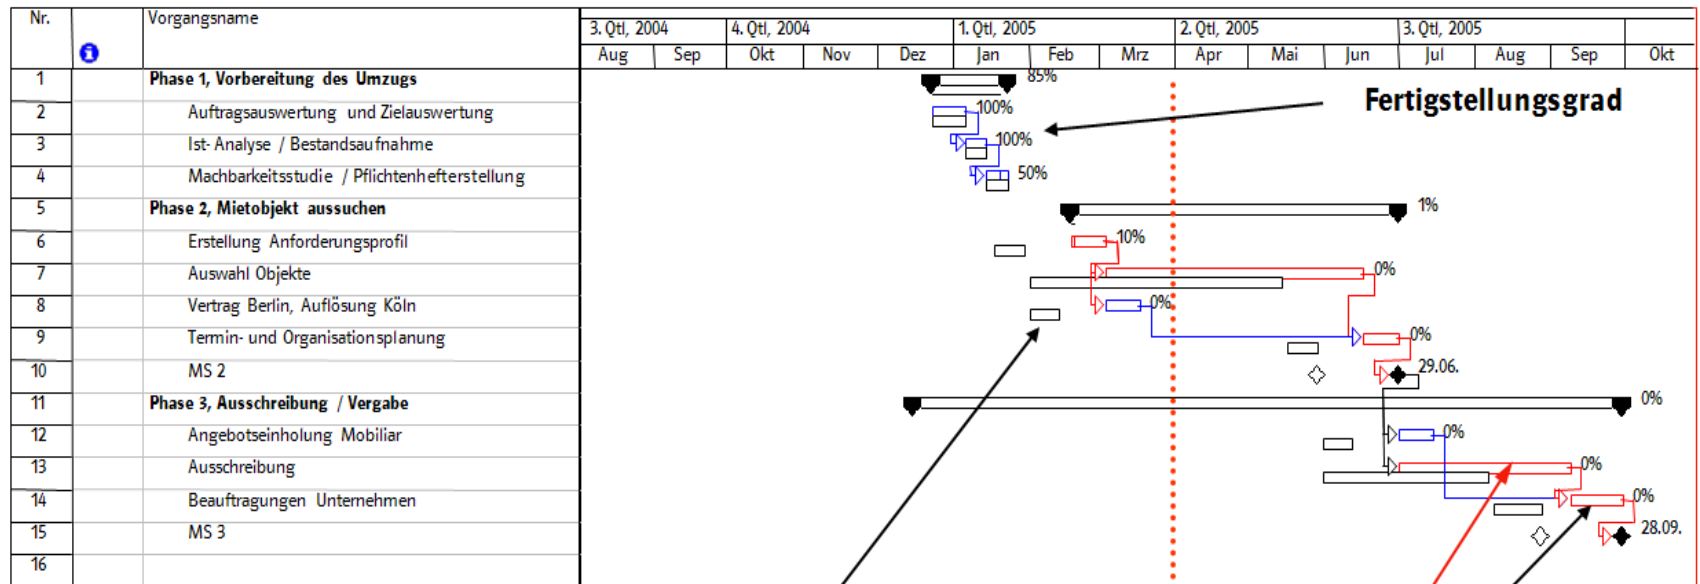 Nr. Vorgangsname
3. Qtl, 2004 4. Qtl, 2004 1. Qtl, 2005 2. Qtl, 2005 3. Qtl, 2005
Aug Sep Okt Nov Dez Jan Feb Mrz Apr Mai Jun Jul Aug Sep Okt
1 Phase 1, Vorbereitung des Umzugs 85%
Fertigstellungsgrad
2 Auftragsauswertung und Zielauswertung 100%
3 Ist-Analyse / Bestandsaufnahme 100%
4 Machbarkeitsstudie / Pflichtenhefterstellung 50%
5 Phase 2, Mietobjekt aussuchen 1%
6 Erstellung Anforderungsprofil 10%
7 Auswahl Objekte 0%
8 Vertrag Berlin, Auflösung Köln 0%
9 Termin- und Organisationsplanung 0%
10 MS 2 29.06.
11 Phase 3, Ausschreibung / Vergabe 0%
12 Angebotseinholung Mobiliar 0%
13 Ausschreibung 0%
14 Beauftragungen Unternehmen 0%
15 MS 3 28.09.
16